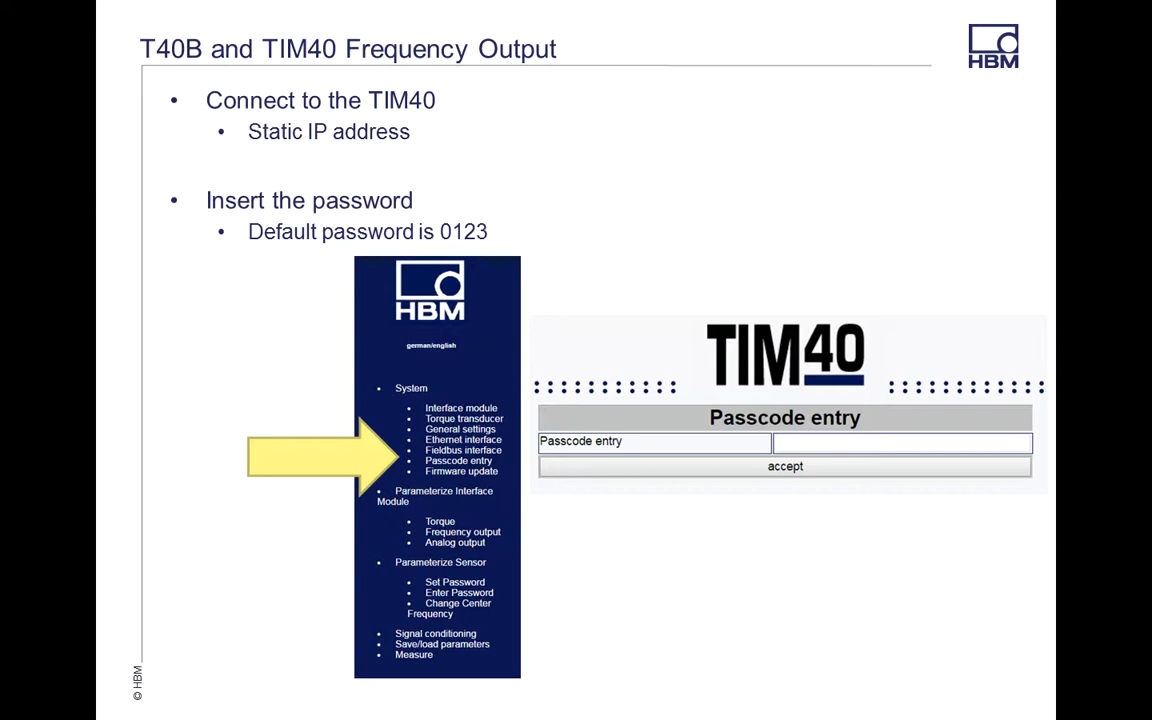 T40B and TIM40 Frequency Output
HBM
• Connect to the TIM40
• Static IP address
• Insert the password
• Default password is 0123
HBM
german/english
• System
• Interface module
• Torque transducer
• General settings
• Ethernet interface
• Fieldbus interface
• Passcode entry
• Firmware update
• Parameterize Interface
Module
• Torque
• Frequency output
• Analog output
• Parameterize Sensor
• Set Password
• Enter Password
• Change Center
Frequency
• Signal conditioning
• Save/load parameters
• Measure
TIM40
Passcode entry
Passcode entry
accept
© HBM